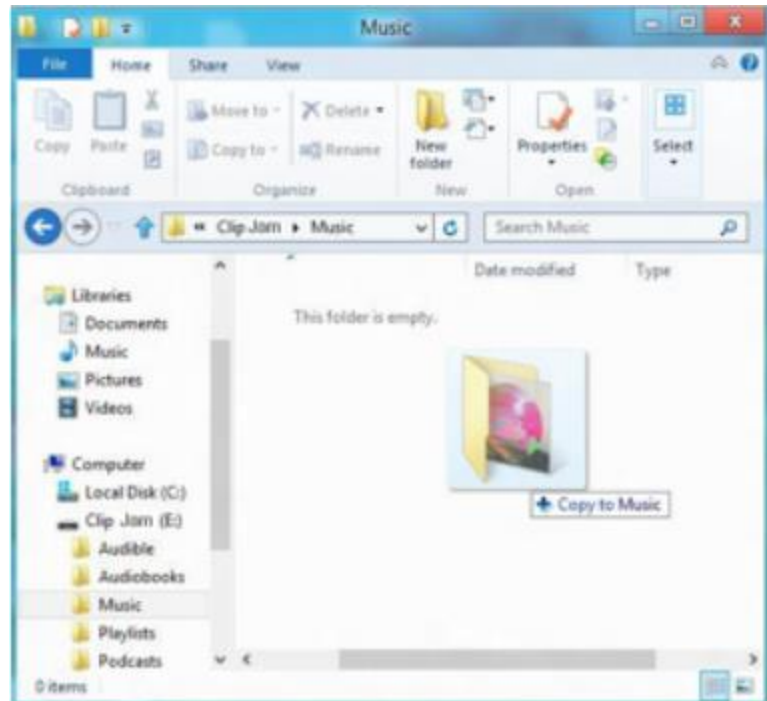 Music
File Home Share View
Copy Paste
Move to
Copy to
Delete
Rename
New folder
Properties
Select
Clipboard Organize New Open
« Clip Jam Music
Search Music
Date modified Type
This folder is empty.
Libraries
Documents
Music
Pictures
Videos
Computer
Local Disk (C:)
Clip Jam (E:)
Audible
Audiobooks
Music
Playlists
Podcasts
Copy to Music
0 items